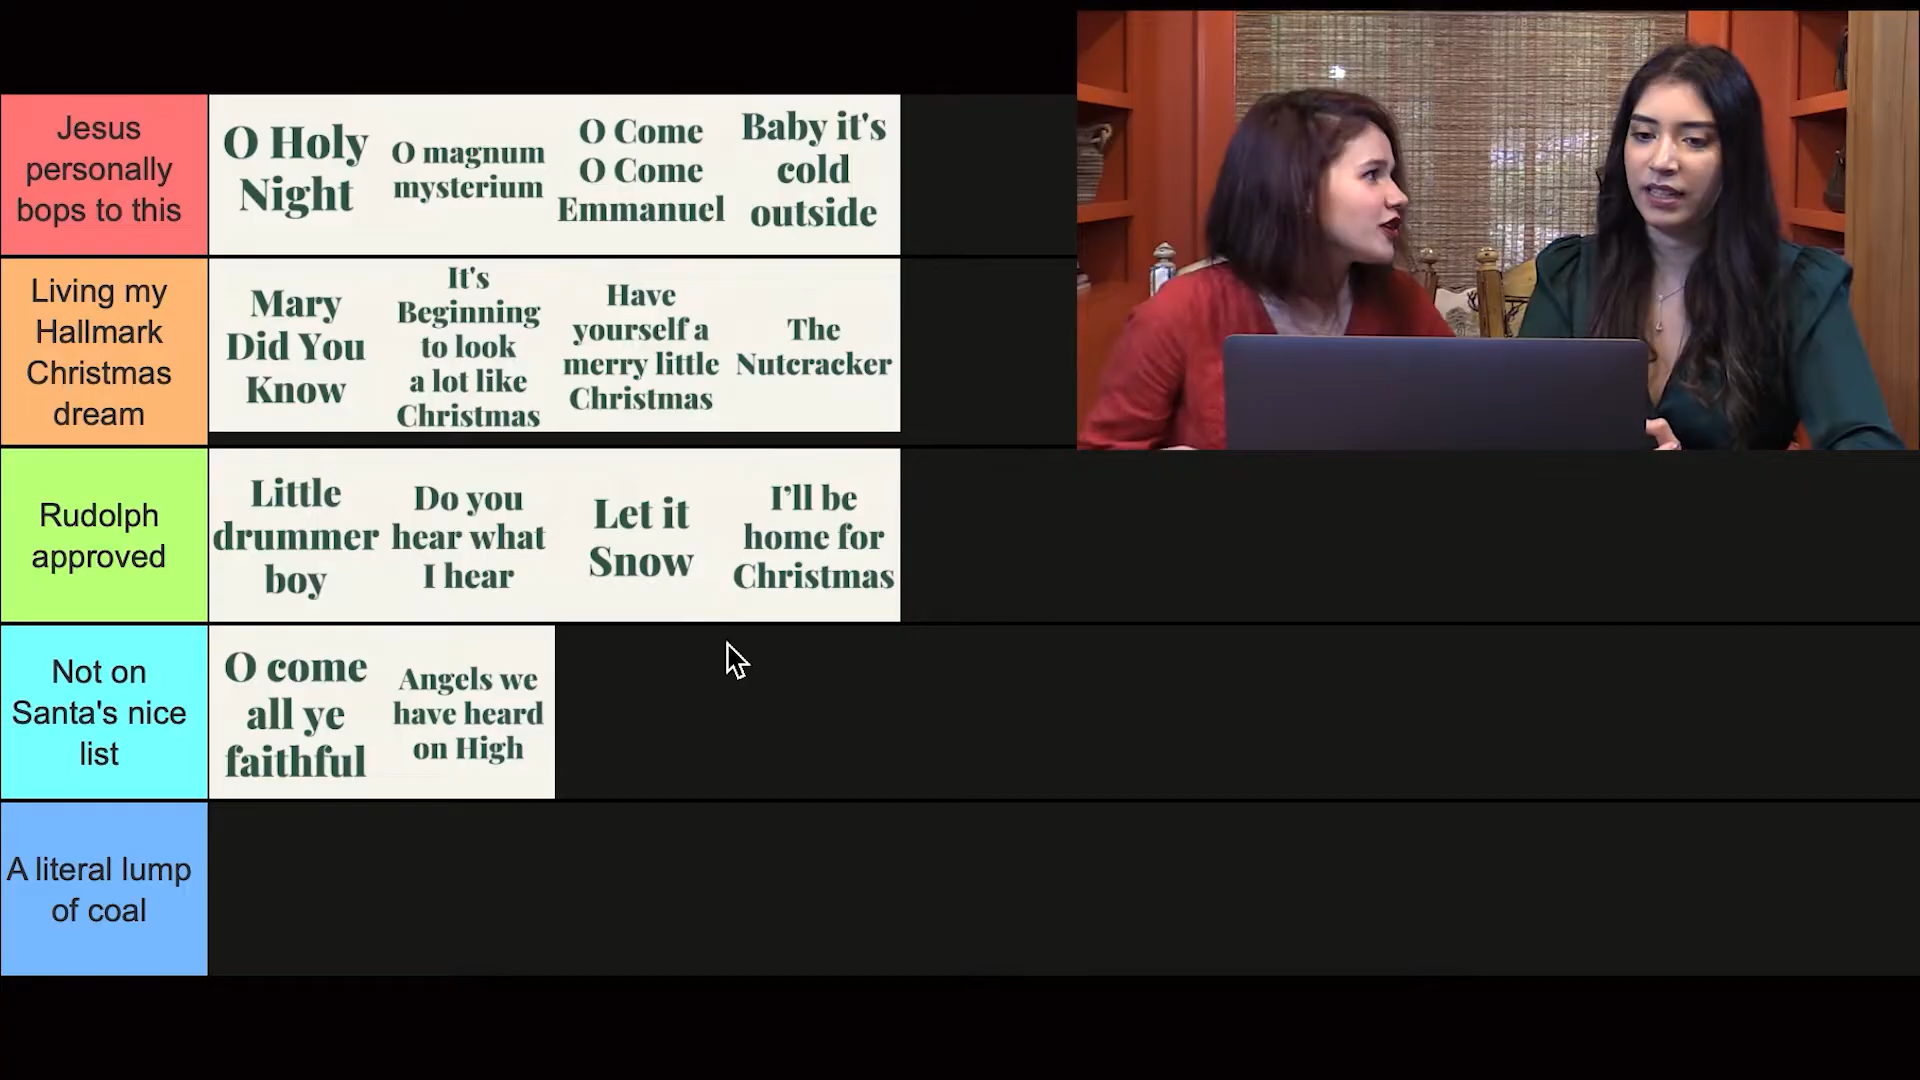 Jesus
personally
bops to this
O Holy
Night
O magnum
mysterium
O Come
O Come
Emmanuel
Baby it's
cold
outside
Living my
Hallmark
Christmas
dream
Mary
Did You
Know
It's
Beginning
to look
a lot like
Christmas
Have
yourself a
merry little
Christmas
The
Nutcracker
Rudolph
approved
Little
drummer
boy
Do you
hear what
I hear
Let it
Snow
I’ll be
home for
Christmas
Not on
Santa's nice
list
O come
all ye
faithful
Angels we
have heard
on High
A literal lump
of coal